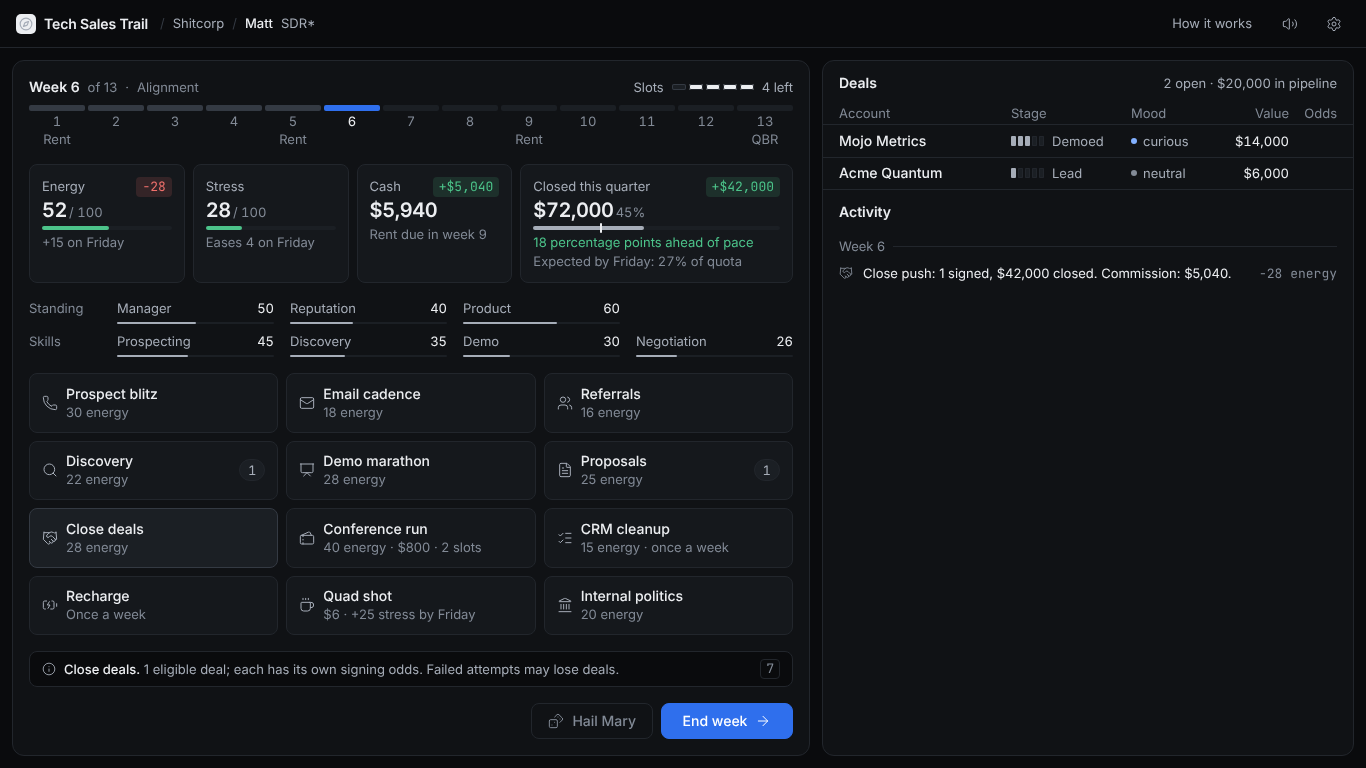 Tech Sales Trail / Shitcorp / Matt SDR*
How it works
Week 6 of 13 · Alignment
Slots 4 left
1 2 3 4 5 6 7 8 9 10 11 12 13
Rent Rent Rent QBR
Energy -28
52 / 100
+15 on Friday
Stress
28 / 100
Eases 4 on Friday
Cash +$5,040
$5,940
Rent due in week 9
Closed this quarter +$42,000
$72,000 45%
18 percentage points ahead of pace
Expected by Friday: 27% of quota
Standing Manager 50 Reputation 40 Product 60
Skills Prospecting 45 Discovery 35 Demo 30 Negotiation 26
Prospect blitz
30 energy
Email cadence
18 energy
Referrals
16 energy
Discovery
22 energy
1
Demo marathon
28 energy
Proposals
25 energy
1
Close deals
28 energy
Conference run
40 energy · $800 · 2 slots
CRM cleanup
15 energy · once a week
Recharge
Once a week
Quad shot
$6 · +25 stress by Friday
Internal politics
20 energy
Close deals. 1 eligible deal; each has its own signing odds. Failed attempts may lose deals. 7
Hail Mary
End week
Deals 2 open · $20,000 in pipeline
Account Stage Mood Value Odds
Mojo Metrics Demoed curious $14,000
Acme Quantum Lead neutral $6,000
Activity
Week 6
Close push: 1 signed, $42,000 closed. Commission: $5,040. -28 energy